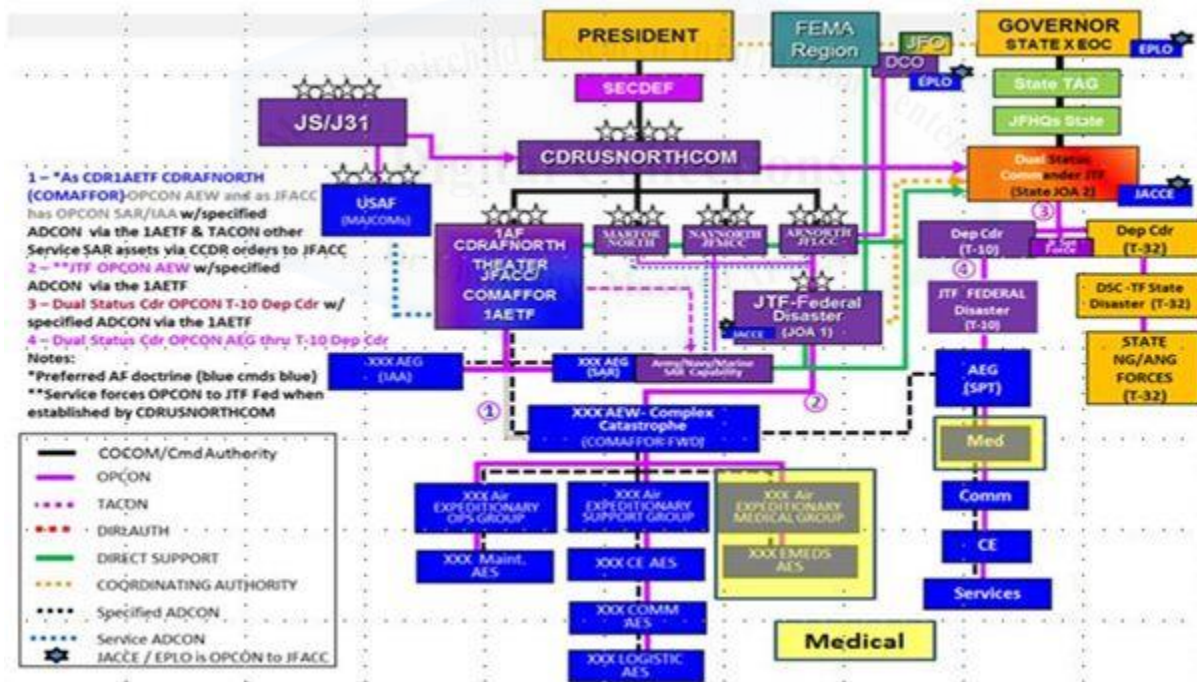 PRESIDENT
FEMA
Region
JFO
DCO
EPLO
GOVERNOR
STATE X EOC
EPLO
SECDEF
State TAG
JFHQs State
JS/J31
CDRUSNORTHCOM
Dual Status
Commander JTF
(State JOA 2)
JACCE
USAF
(MAJCOMs)
1 – *As CDR1AETF CDRAFNORTH
(COMAFFOR)-OPCON AEW and as JFACC
has OPCON SAR/IAA w/specified
ADCON via the 1AETF & TACON other
Service SAR assets via CCDR orders to JFACC
2 – **JTF OPCON AEW w/specified
ADCON via the 1AETF
3 – Dual Status Cdr OPCON T-10 Dep Cdr w/
specified ADCON via the 1AETF
4 – Dual Status Cdr OPCON AEG thru T-10 Dep Cdr
Notes:
*Preferred AF doctrine (blue cmds blue)
**Service forces OPCON to JTF Fed when
established by CDRUSNORTHCOM
1AF
CDRAFNORTH
THEATER
JFACC/
COMAFFOR
1AETF
MARFOR
NORTH
NAVNORTH
JFMCC
ARNORTH
JFLCC
JTF-Federal
Disaster
(JOA 1)
JACCE
3
Dep Cdr
(T-10)
Force
Dep Cdr
(T-32)
4
JTF FEDERAL
Disaster
(T-10)
DSC -TF State
Disaster (T-32)
STATE
NG/ANG
FORCES
(T-32)
XXX AEG
(IAA)
XXX AEG
(SAR)
Army/Navy/Marine
SAR Capability
AEG
(SPT)
1
2
XXX AEW- Complex
Catastrophe
(COMAFFOR-FWD)
Med
Comm
CE
Services
XXX Air
EXPEDITIONARY
OPS GROUP
XXX Air
EXPEDITIONARY
SUPPORT GROUP
XXX Air
EXPEDITIONARY
MEDICAL GROUP
XXX Maint.
AES
XXX CE AES
XXX EMEDS
AES
XXX COMM
AES
XXX LOGISTIC
AES
Medical
COCOM/Cmd Authority
OPCON
TACON
DIRLAUTH
DIRECT SUPPORT
COORDINATING AUTHORITY
Specified ADCON
Service ADCON
JACCE / EPLO is OPCON to JFACC